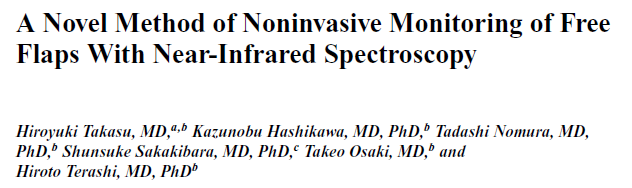 A Novel Method of Noninvasive Monitoring of Free
Flaps With Near-Infrared Spectroscopy
Hiroyuki Takasu, MD,a,b Kazunobu Hashikawa, MD, PhD,b Tadashi Nomura, MD,
PhD,b Shunsuke Sakakibara, MD, PhD,c Takeo Osaki, MD,b and
Hiroto Terashi, MD, PhDb